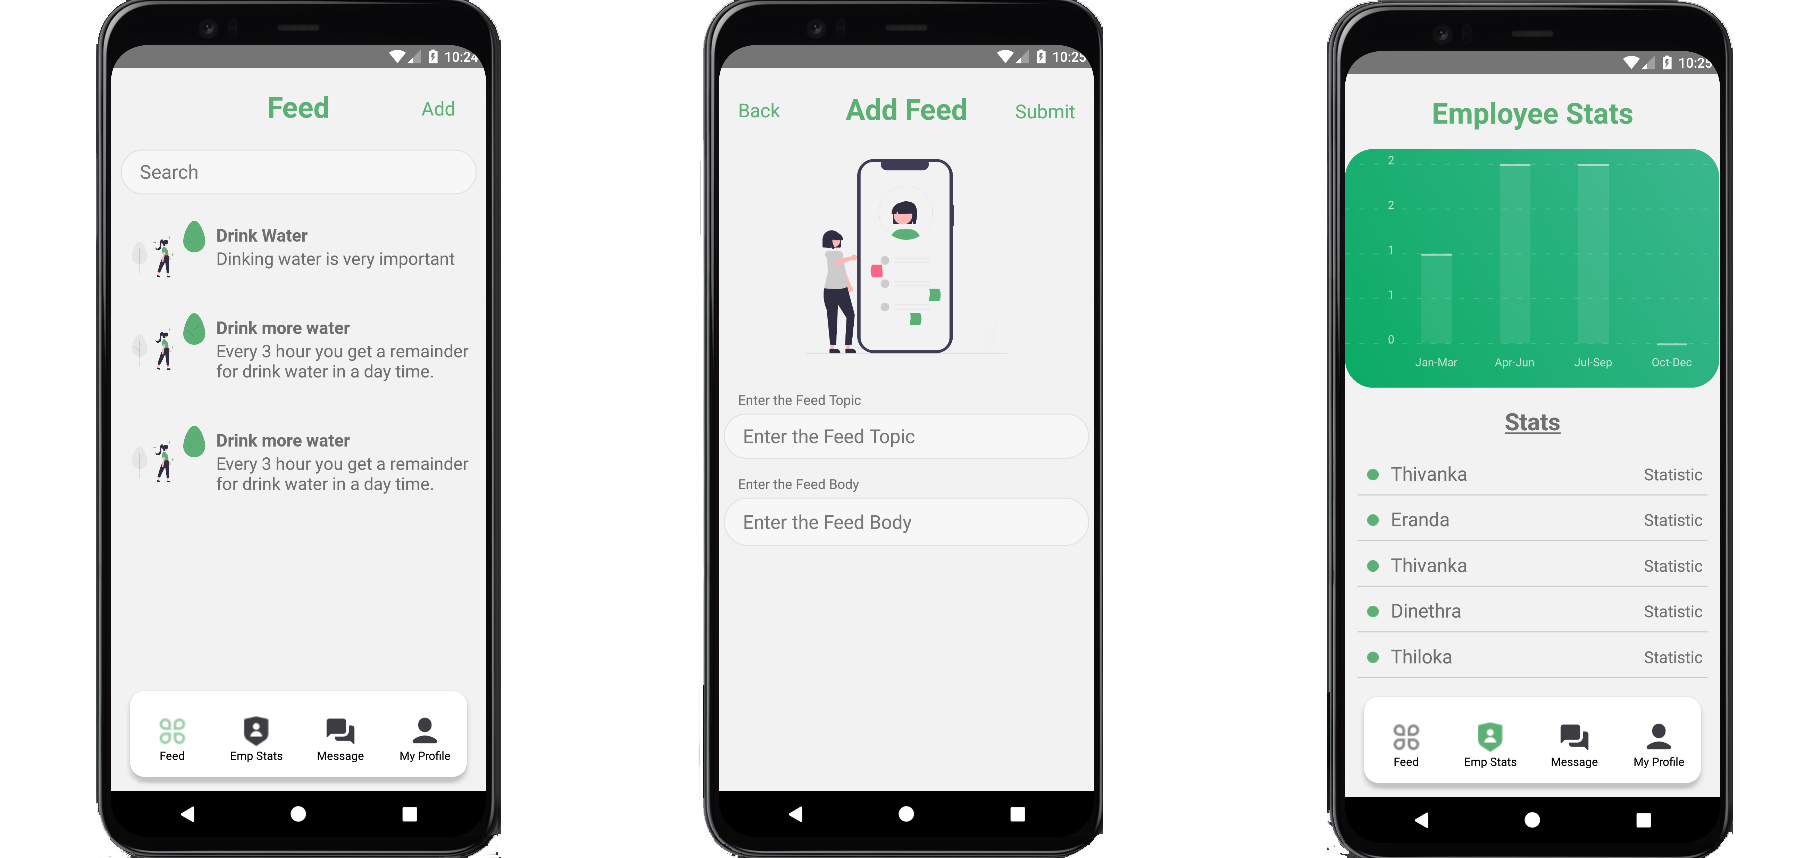 10:24
Feed
Add
Search
Drink Water
Dinking water is very important
Drink more water
Every 3 hour you get a remainder
for drink water in a day time.
Drink more water
Every 3 hour you get a remainder
for drink water in a day time.
Feed
Emp Stats
Message
My Profile
10:25
Back
Add Feed
Submit
Enter the Feed Topic
Enter the Feed Topic
Enter the Feed Body
Enter the Feed Body
10:25
Employee Stats
2
2
1
1
0
Jan-Mar
Apr-Jun
Jul-Sep
Oct-Dec
Stats
Thivanka Statistic
Eranda Statistic
Thivanka Statistic
Dinethra Statistic
Thiloka Statistic
Feed
Emp Stats
Message
My Profile